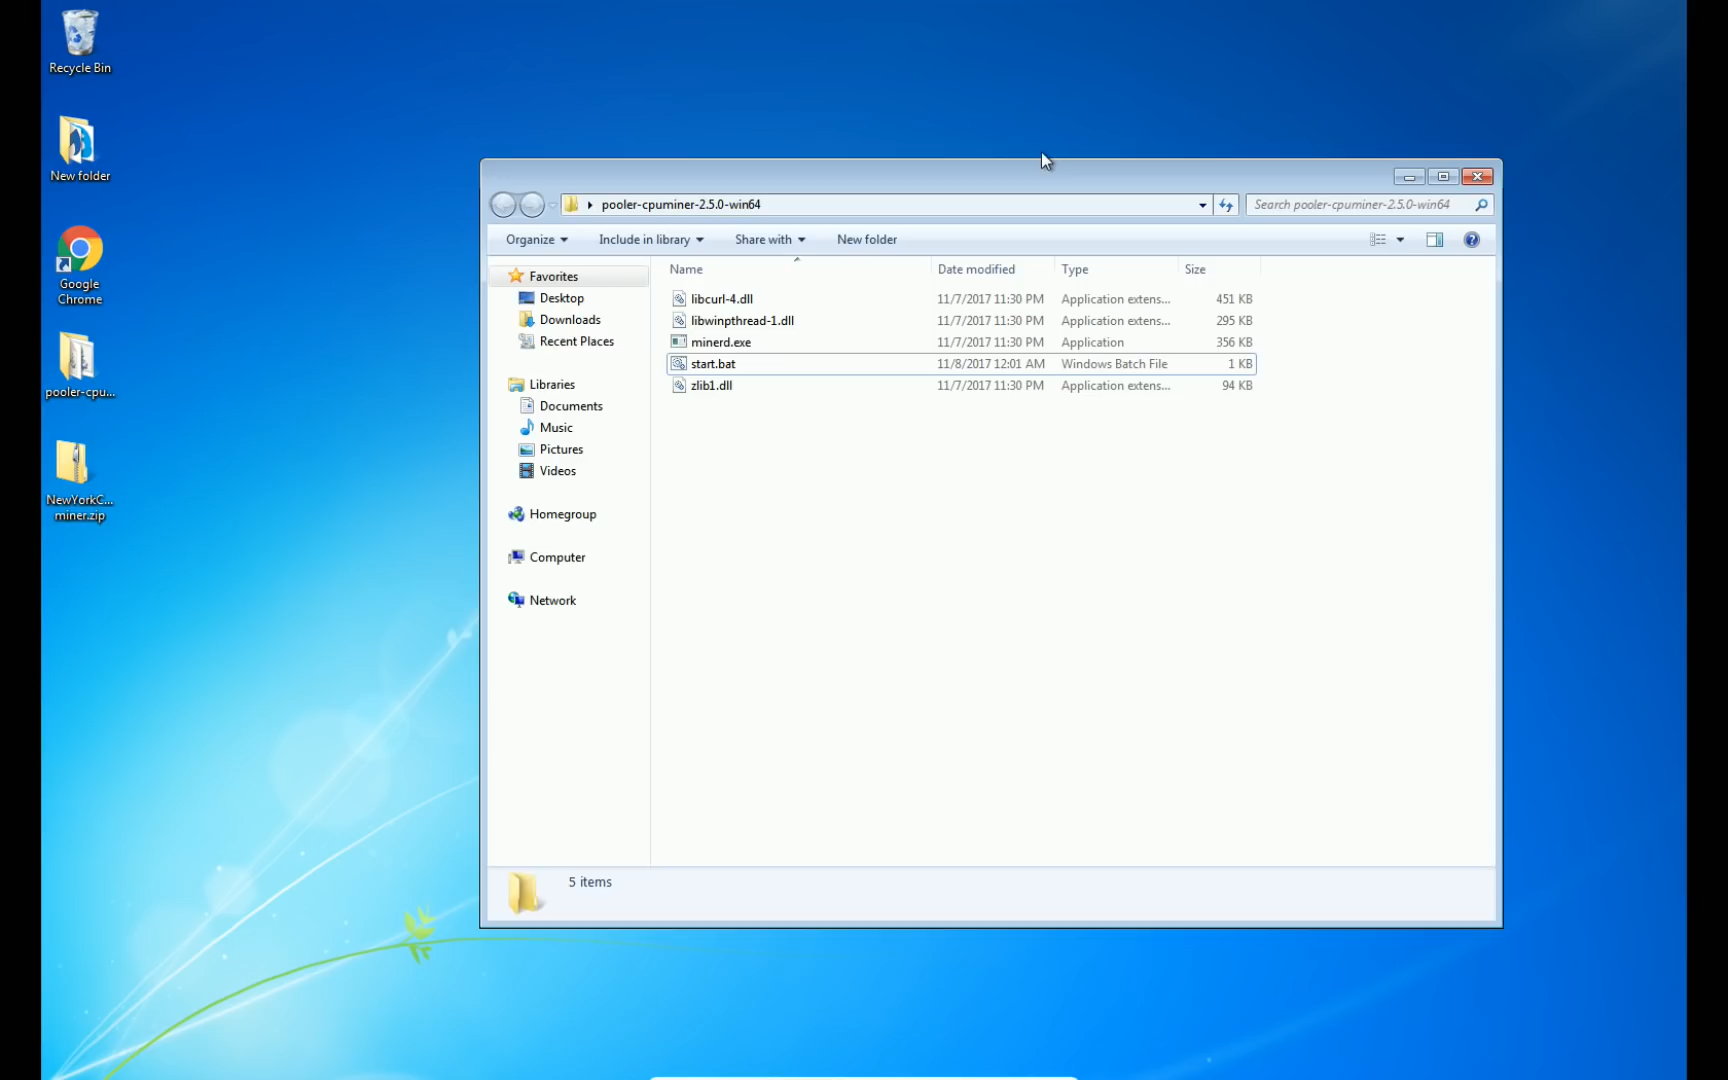 Recycle Bin
New folder
Google
Chrome
pooler-cpu...
NewYorkC...
miner.zip
pooler-cpuminer-2.5.0-win64
Search pooler-cpuminer-2.5.0-win64
Organize
Include in library
Share with
New folder
Favorites
Desktop
Downloads
Recent Places
Libraries
Documents
Music
Pictures
Videos
Homegroup
Computer
Network
Name Date modified Type Size
libcurl-4.dll 11/7/2017 11:30 PM Application extens... 451 KB
libwinpthread-1.dll 11/7/2017 11:30 PM Application extens... 295 KB
minerd.exe 11/7/2017 11:30 PM Application 356 KB
start.bat 11/8/2017 12:01 AM Windows Batch File 1 KB
zlib1.dll 11/7/2017 11:30 PM Application extens... 94 KB
5 items